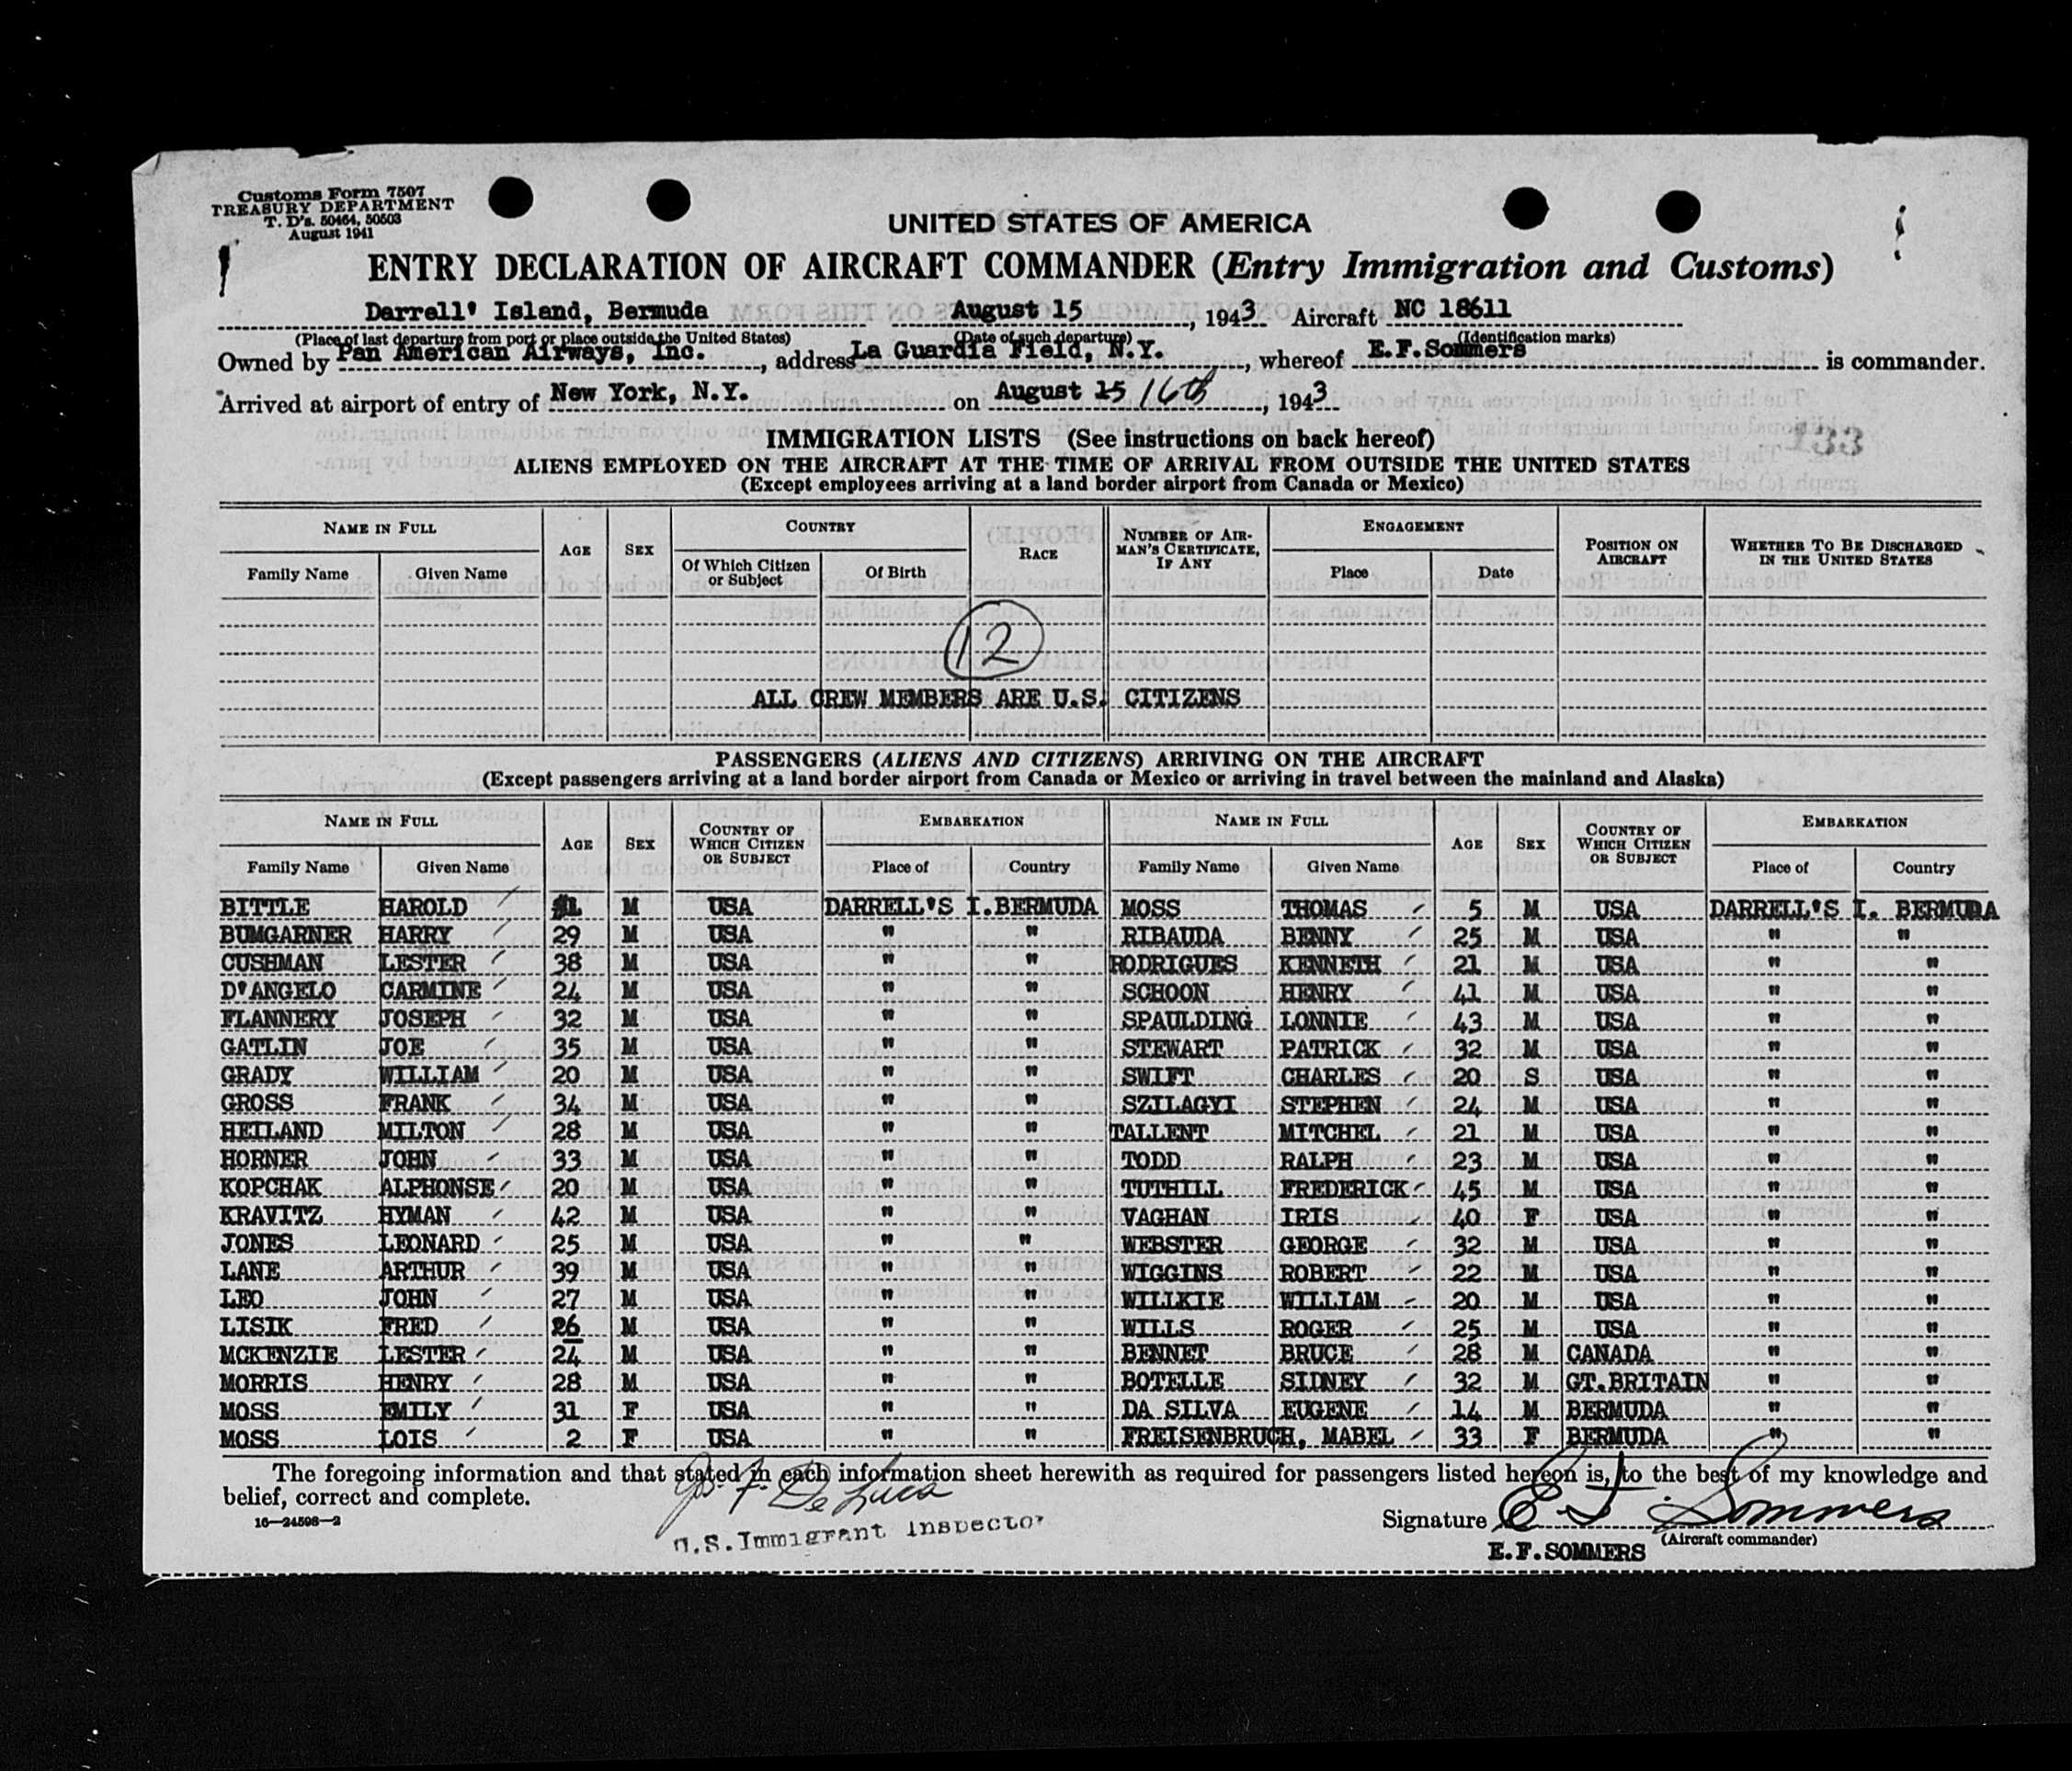 Customs Form 7507
TREASURY DEPARTMENT
T. D's. 50464, 50503
August 1941
UNITED STATES OF AMERICA
ENTRY DECLARATION OF AIRCRAFT COMMANDER (Entry Immigration and Customs)
Darrell' Island, Bermuda August 15, 1943 Aircraft NC 18611
(Place of last departure from port or place outside the United States) (Date of such departure) (Identification marks)
Owned by Pan American Airways, Inc., address La Guardia Field, N.Y., whereof E.F.Sommers is commander.
Arrived at airport of entry of New York, N.Y. on August 15 16th, 1943
133
IMMIGRATION LISTS (See instructions on back hereof)
ALIENS EMPLOYED ON THE AIRCRAFT AT THE TIME OF ARRIVAL FROM OUTSIDE THE UNITED STATES
(Except employees arriving at a land border airport from Canada or Mexico)
NAME IN FULL AGE SEX COUNTRY RACE NUMBER OF AIRMAN'S CERTIFICATE, IF ANY ENGAGEMENT POSITION ON AIRCRAFT WHETHER TO BE DISCHARGED IN THE UNITED STATES
Family Name Given Name Of Which Citizen or Subject Of Birth Place Date
12
ALL CREW MEMBERS ARE U.S. CITIZENS
PASSENGERS (ALIENS AND CITIZENS) ARRIVING ON THE AIRCRAFT
(Except passengers arriving at a land border airport from Canada or Mexico or arriving in travel between the mainland and Alaska)
NAME IN FULL AGE SEX COUNTRY OF WHICH CITIZEN OR SUBJECT EMBARKATION NAME IN FULL AGE SEX COUNTRY OF WHICH CITIZEN OR SUBJECT EMBARKATION
Family Name Given Name Place of Country Family Name Given Name Place of Country
BITTLE HAROLD M USA DARRELL'S I. BERMUDA MOSS THOMAS 5 M USA DARRELL'S I. BERMUDA
BUMGARNER HARRY 29 M USA " " RIBAUDA BENNY 25 M USA " "
CUSHMAN LESTER 38 M USA " " RODRIGUES KENNETH 21 M USA " "
D'ANGELO CARMINE 24 M USA " " SCHOON HENRY 41 M USA " "
FLANNERY JOSEPH 32 M USA " " SPAULDING LONNIE 43 M USA " "
GATLIN JOE 35 M USA " " STEWART PATRICK 32 M USA " "
GRADY WILLIAM 20 M USA " " SWIFT CHARLES 20 S USA " "
GROSS FRANK 34 M USA " " SZILAGYI STEPHEN 24 M USA " "
HEILAND MILTON 28 M USA " " TALLENT MITCHEL 21 M USA " "
HORNER JOHN 33 M USA " " TODD RALPH 23 M USA " "
KOPCHAK ALPHONSE 20 M USA " " TUTHILL FREDERICK 45 M USA " "
KRAVITZ HYMAN 42 M USA " " VAGHAN IRIS 40 F USA " "
JONES LEONARD 25 M USA " " WEBSTER GEORGE 32 M USA " "
LANE ARTHUR 39 M USA " " WIGGINS ROBERT 22 M USA " "
LEO JOHN 27 M USA " " WILLKIE WILLIAM 20 M USA " "
LISIK FRED 26 M USA " " WILLS ROGER 25 M USA " "
MCKENZIE LESTER 24 M USA " " BENNET BRUCE 28 M CANADA " "
MORRIS HENRY 28 M USA " " BOTELLE SIDNEY 32 M GT.BRITAIN " "
MOSS EMILY 31 F USA " " DA SILVA EUGENE 14 M BERMUDA " "
MOSS LOIS 2 F USA " " FREISENBRUCH, MABEL 33 F BERMUDA " "
The foregoing information and that stated in each information sheet herewith as required for passengers listed hereon is, to the best of my knowledge and
belief, correct and complete.
16—24598—2
De Luca
U.S. Immigrant Inspector
Signature E. F. Sommers
(Aircraft commander)
E.F.SOMMERS